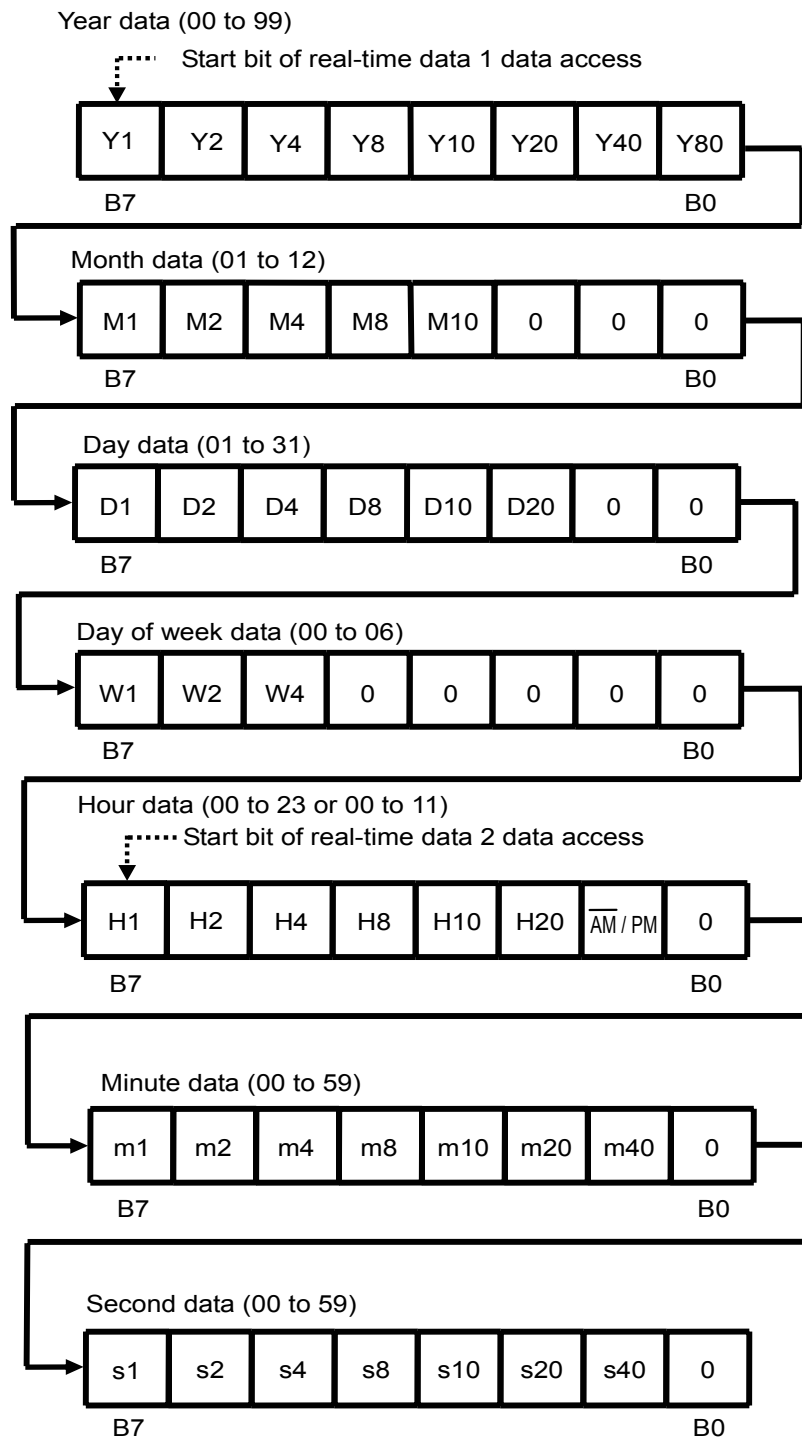 Year data (00 to 99)
Start bit of real-time data 1 data access
Y1 Y2 Y4 Y8 Y10 Y20 Y40 Y80
B7 B0
Month data (01 to 12)
M1 M2 M4 M8 M10 0 0 0
B7 B0
Day data (01 to 31)
D1 D2 D4 D8 D10 D20 0 0
B7 B0
Day of week data (00 to 06)
W1 W2 W4 0 0 0 0 0
B7 B0
Hour data (00 to 23 or 00 to 11)
Start bit of real-time data 2 data access
H1 H2 H4 H8 H10 H20 A̅M̅ / PM 0
B7 B0
Minute data (00 to 59)
m1 m2 m4 m8 m10 m20 m40 0
B7 B0
Second data (00 to 59)
s1 s2 s4 s8 s10 s20 s40 0
B7 B0